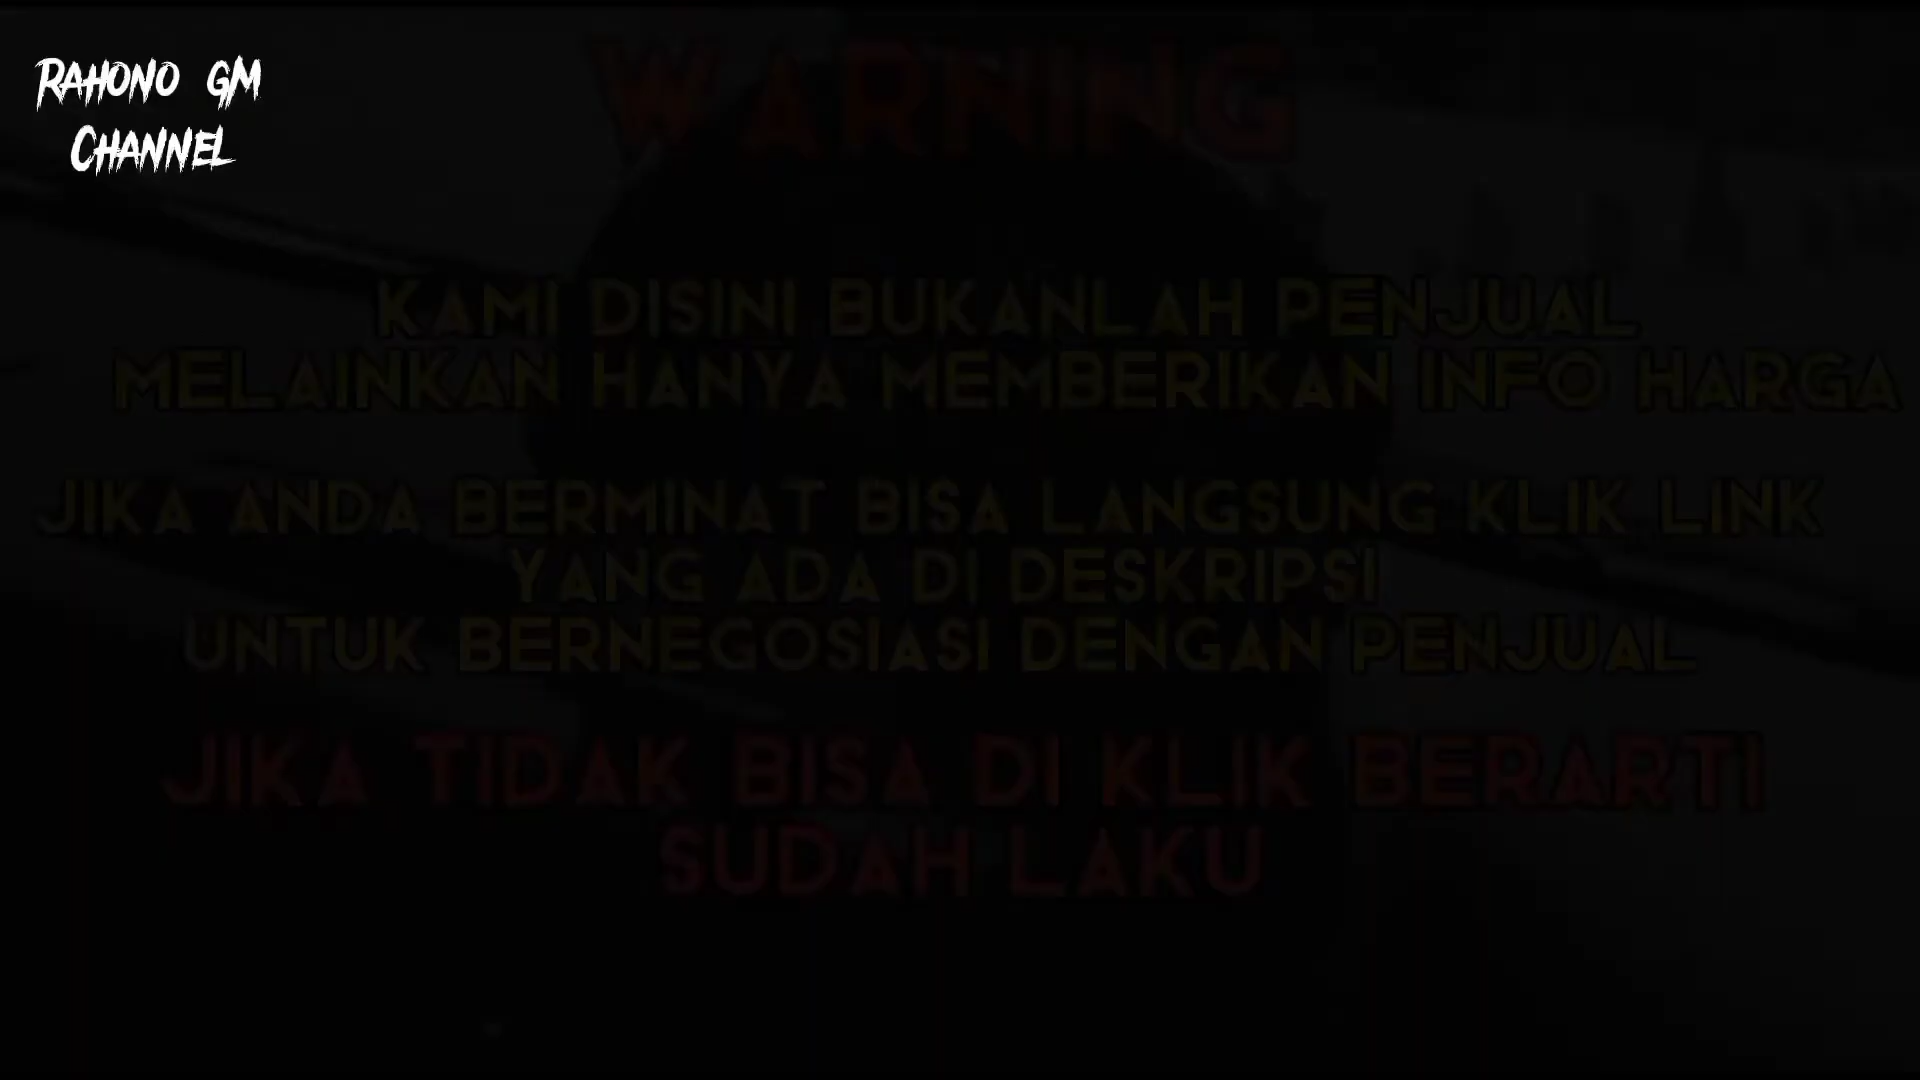 RAHONO GM
CHANNEL
WARNING
KAMI DISINI BUKANLAH PENJUAL
MELAINKAN HANYA MEMBERIKAN INFO HARGA
JIKA ANDA BERMINAT BISA LANGSUNG KLIK LINK
YANG ADA DI DESKRIPSI
UNTUK BERNEGOSIASI DENGAN PENJUAL
JIKA TIDAK BISA DI KLIK BERARTI
SUDAH LAKU